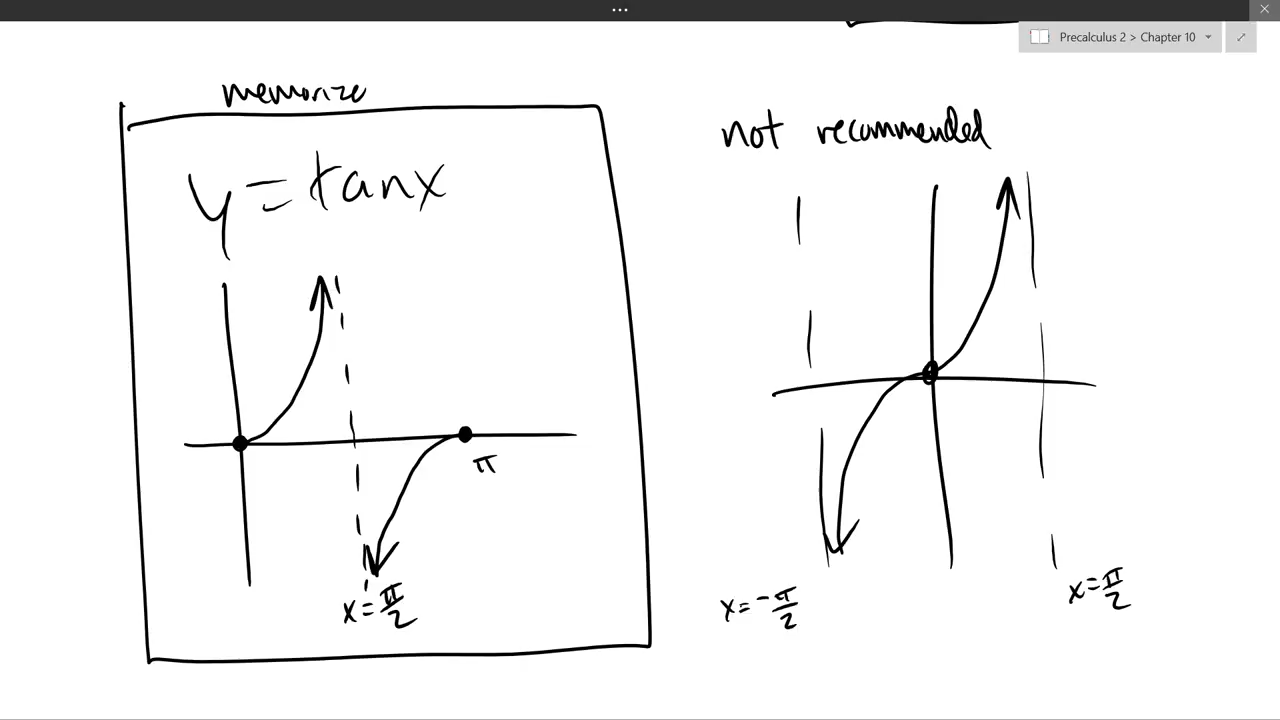 Precalculus 2 > Chapter 10
memorize
y = tanx
π
x = π/2
not recommended
x = -π/2
x = π/2